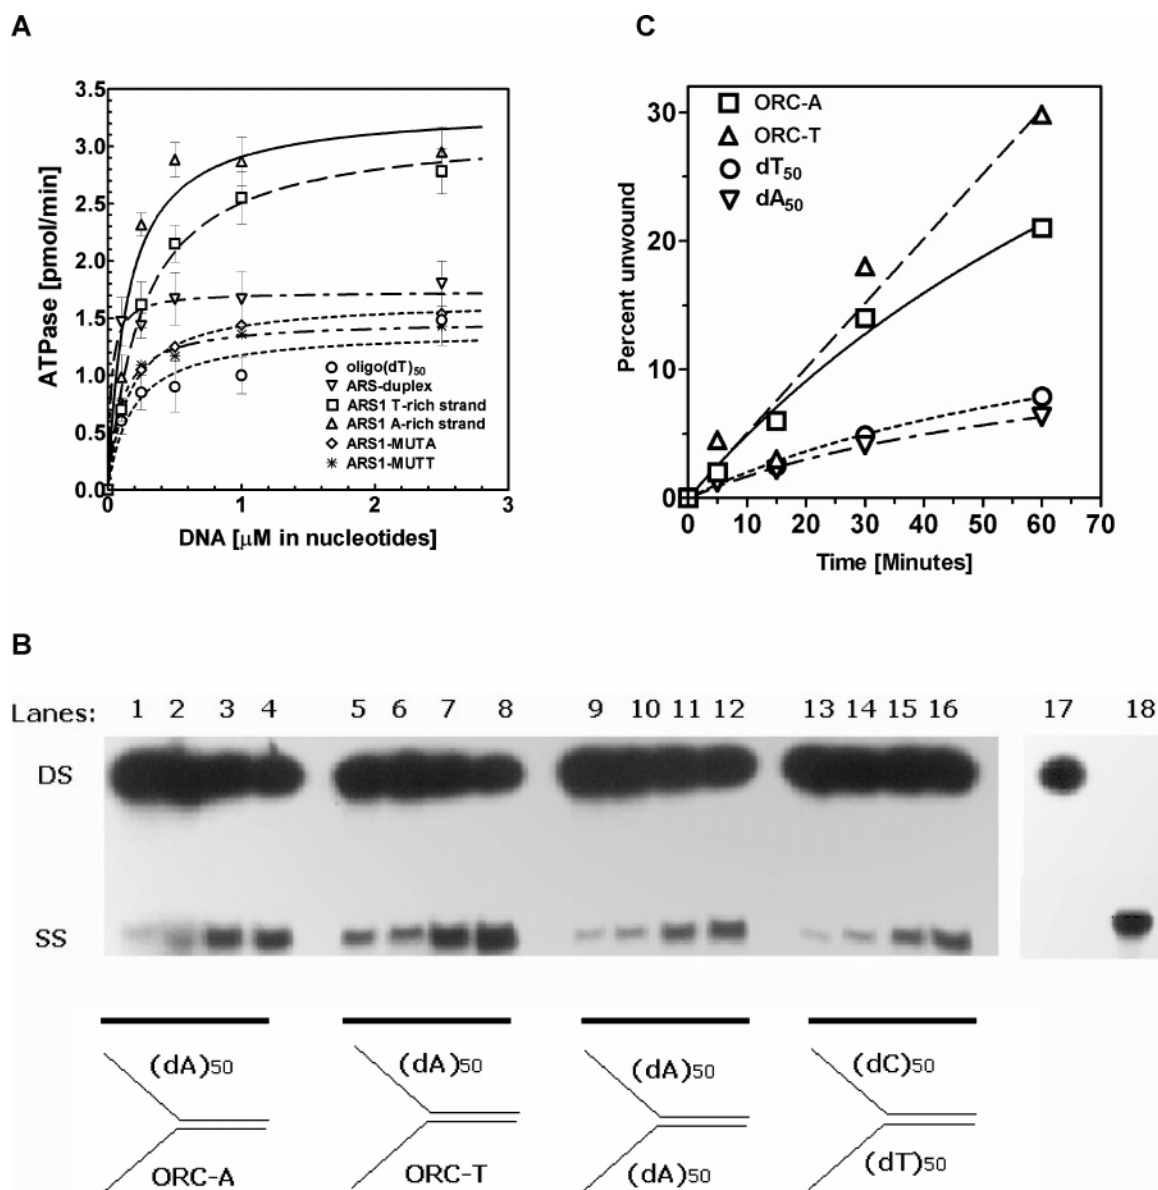 A
ATPase [pmol/min]
3.5
3.0
2.5
2.0
1.5
1.0
0.5
0.0
0
1
2
3
DNA [µM in nucleotides]
oligo(dT)50
ARS-duplex
ARS1 T-rich strand
ARS1 A-rich strand
ARS1-MUTA
ARS1-MUTT
C
Percent unwound
30
20
10
0
0 10 20 30 40 50 60 70
Time [Minutes]
ORC-A
ORC-T
dT50
dA50
B
Lanes: 1 2 3 4 5 6 7 8 9 10 11 12 13 14 15 16 17 18
DS
SS
(dA)50 (dA)50 (dA)50 (dC)50
ORC-A ORC-T (dA)50 (dT)50